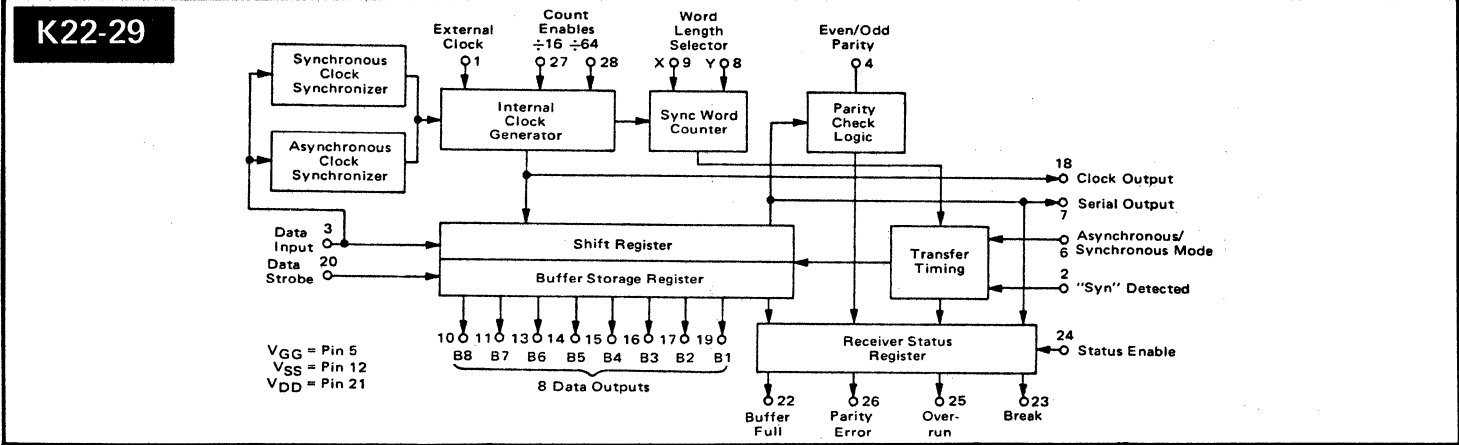 K22-29
External
Clock
1
Count
Enables
÷16 ÷64
27 28
Word
Length
Selector
X 9 Y 8
Even/Odd
Parity
4
Synchronous
Clock
Synchronizer
Asynchronous
Clock
Synchronizer
Internal
Clock
Generator
Sync Word
Counter
Parity
Check
Logic
18
Clock Output
Serial Output
7
Data
Input
3
Data
Strobe
20
Shift Register
Buffer Storage Register
Transfer
Timing
Asynchronous/
Synchronous Mode
6
2
"Syn" Detected
10 11 13 14 15 16 17 19
B8 B7 B6 B5 B4 B3 B2 B1
8 Data Outputs
VGG = Pin 5
VSS = Pin 12
VDD = Pin 21
Receiver Status
Register
24
Status Enable
22
Buffer
Full
26
Parity
Error
25
Over-
run
23
Break